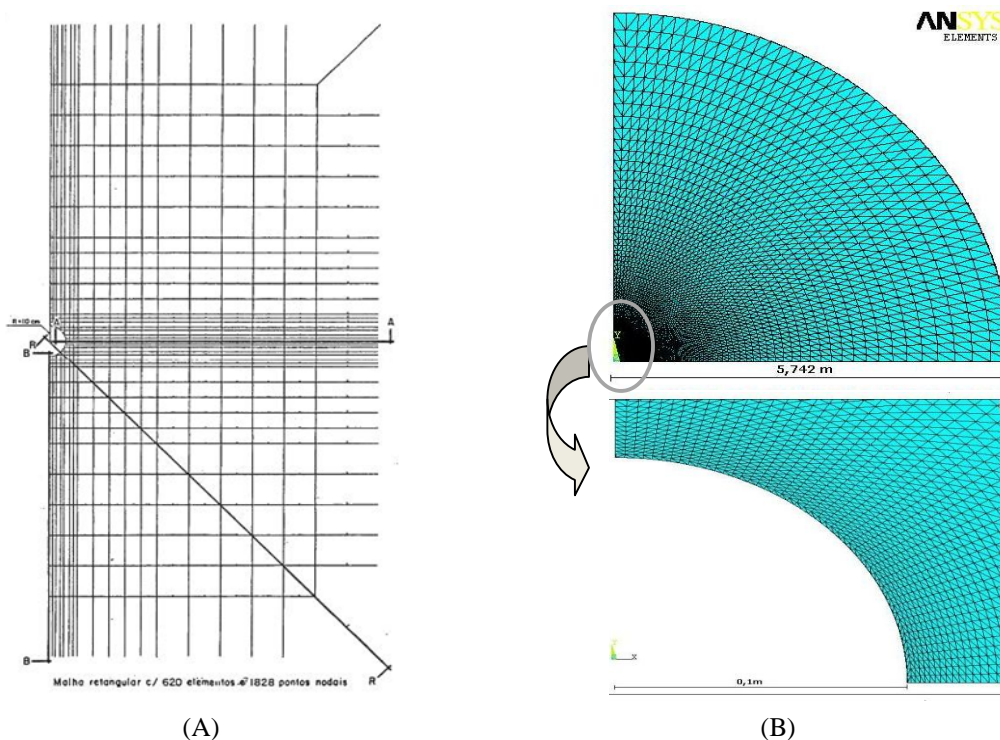 ANSYS
ELEMENTS
A
A
R=10 cm
R
B
Y
5,742 m
B
R
Malha retangular c/ 620 elementos e 1828 pontos nodais
Y
X
0,1m
(A)
(B)